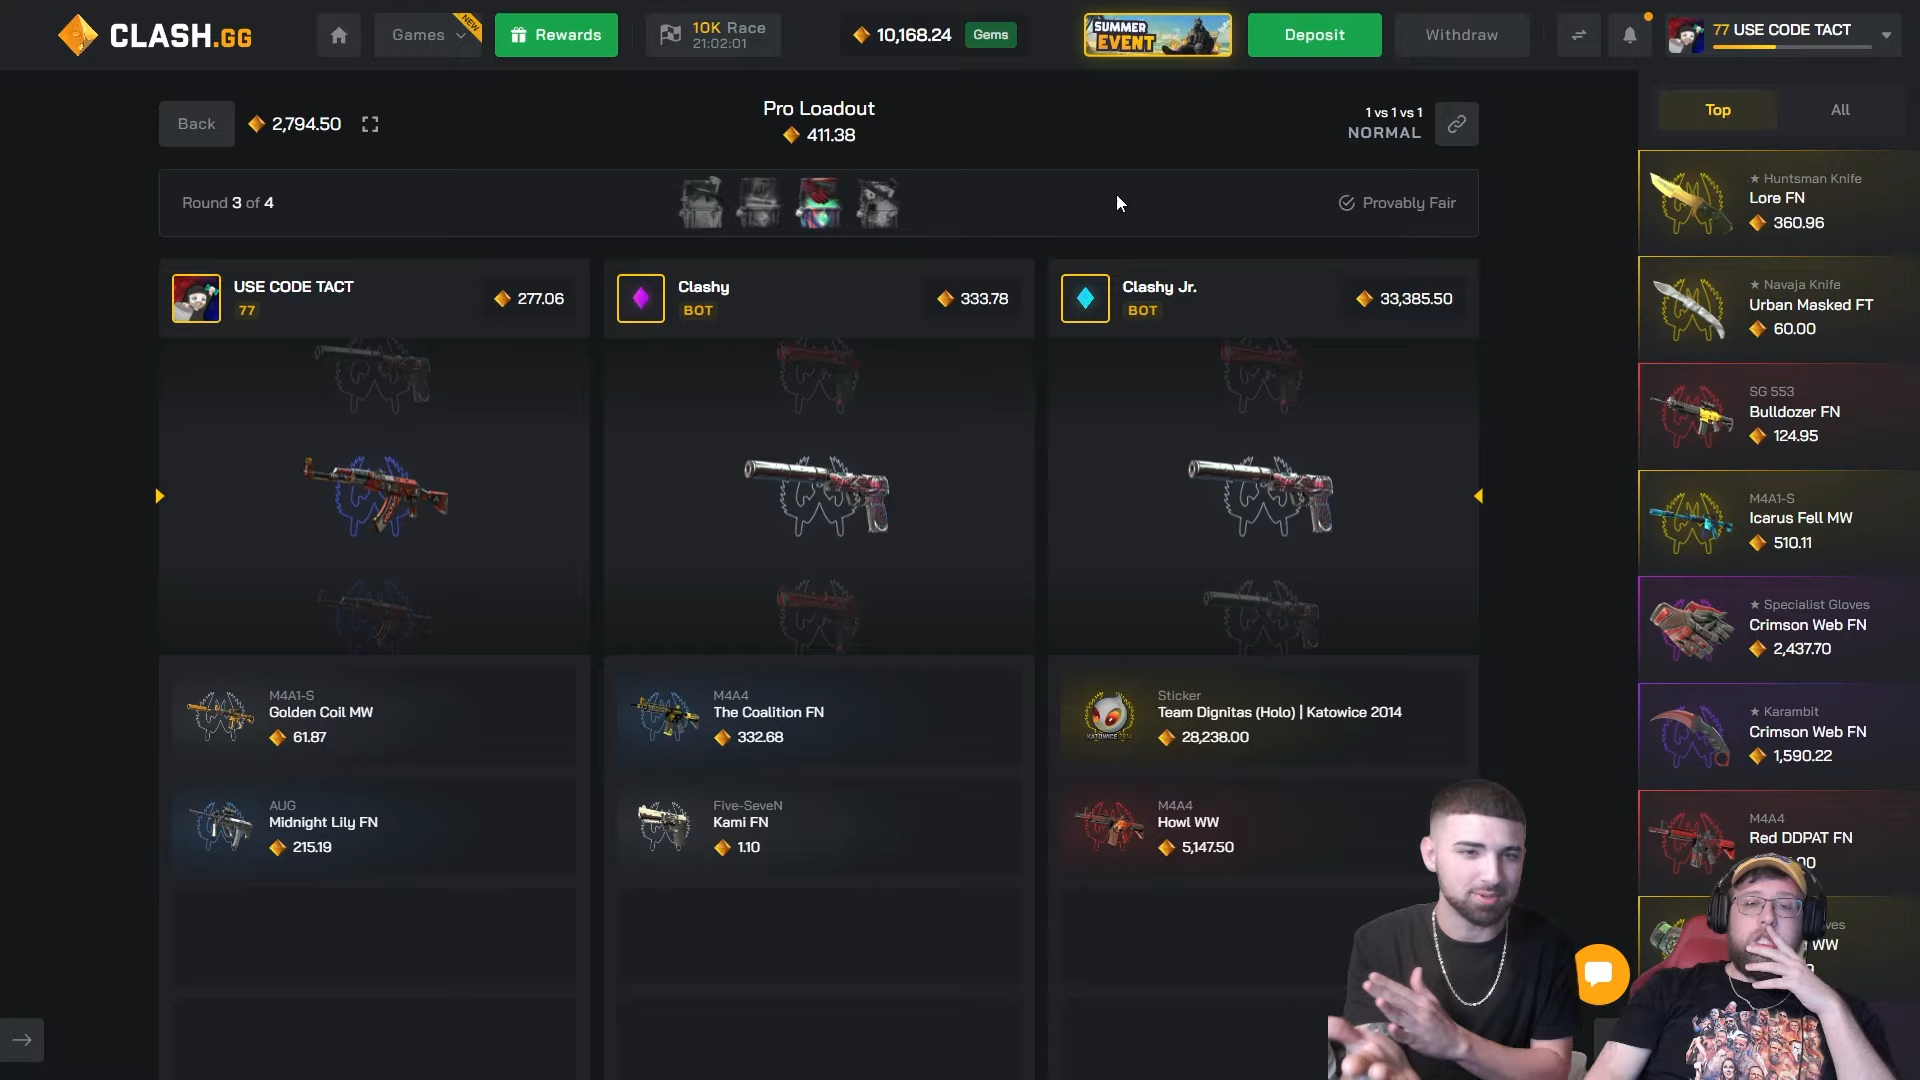 CLASH.GG
Games
NEW
Rewards
10K Race
21:02:01
10,168.24
Gems
SUMMER
EVENT
Deposit
Withdraw
77 USE CODE TACT
Back
2,794.50
Pro Loadout
411.38
1 vs 1 vs 1
NORMAL
Top
All
Round 3 of 4
Provably Fair
USE CODE TACT
77
277.06
Clashy
BOT
333.78
Clashy Jr.
BOT
33,385.50
M4A1-S
Golden Coil MW
61.87
AUG
Midnight Lily FN
215.19
M4A4
The Coalition FN
332.68
Five-SeveN
Kami FN
1.10
Sticker
Team Dignitas (Holo) | Katowice 2014
28,238.00
KATOWICE 2014
M4A4
Howl WW
5,147.50
★ Huntsman Knife
Lore FN
360.96
★ Navaja Knife
Urban Masked FT
60.00
SG 553
Bulldozer FN
124.95
M4A1-S
Icarus Fell MW
510.11
★ Specialist Gloves
Crimson Web FN
2,437.70
★ Karambit
Crimson Web FN
1,590.22
M4A4
Red DDPAT FN
WW